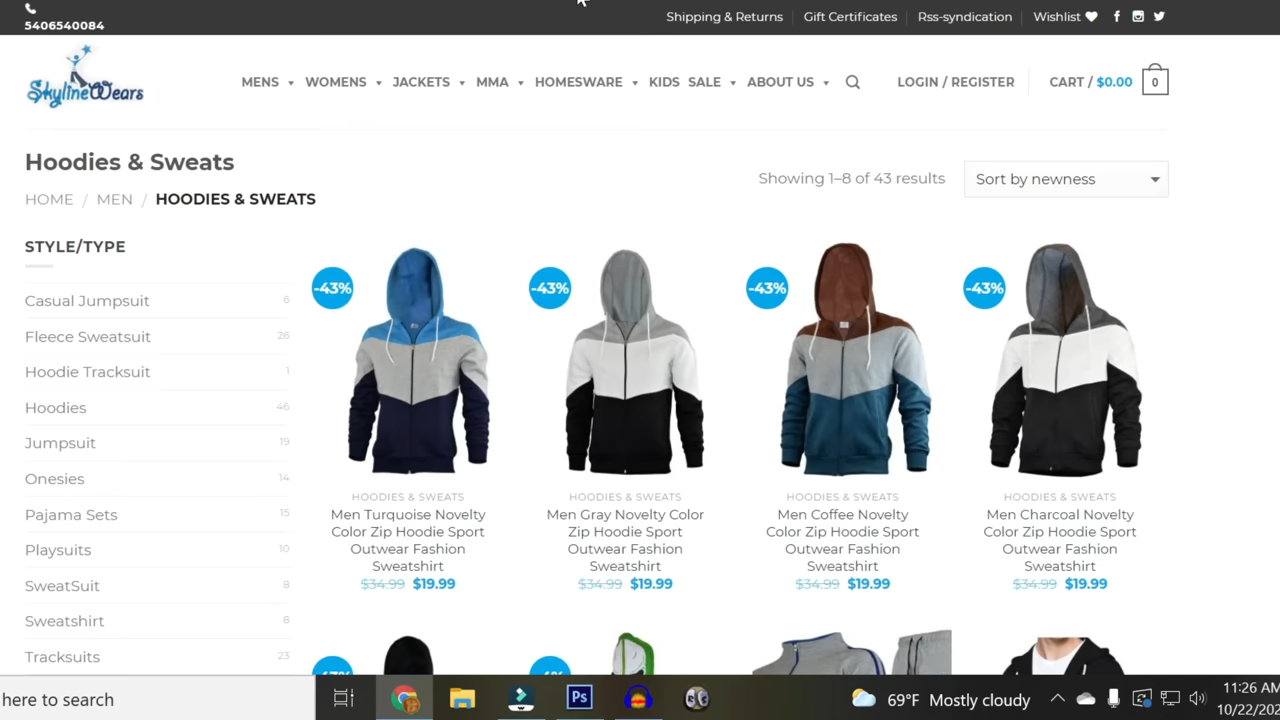 5406540084
Shipping & Returns
Gift Certificates
Rss-syndication
Wishlist
SkylineWears
MENS
WOMENS
JACKETS
MMA
HOMESWARE
KIDS
SALE
ABOUT US
LOGIN / REGISTER
CART / $0.00
0
Hoodies & Sweats
HOME / MEN / HOODIES & SWEATS
Showing 1–8 of 43 results
Sort by newness
STYLE/TYPE
Casual Jumpsuit 6
Fleece Sweatsuit 26
Hoodie Tracksuit 1
Hoodies 46
Jumpsuit 19
Onesies 14
Pajama Sets 15
Playsuits 10
SweatSuit 8
Sweatshirt 8
Tracksuits 23
-43%
HOODIES & SWEATS
Men Turquoise Novelty
Color Zip Hoodie Sport
Outwear Fashion
Sweatshirt
$34.99 $19.99
-43%
HOODIES & SWEATS
Men Gray Novelty Color
Zip Hoodie Sport
Outwear Fashion
Sweatshirt
$34.99 $19.99
-43%
HOODIES & SWEATS
Men Coffee Novelty
Color Zip Hoodie Sport
Outwear Fashion
Sweatshirt
$34.99 $19.99
-43%
HOODIES & SWEATS
Men Charcoal Novelty
Color Zip Hoodie Sport
Outwear Fashion
Sweatshirt
$34.99 $19.99
here to search
Ps
69°F Mostly cloudy
11:26 AM